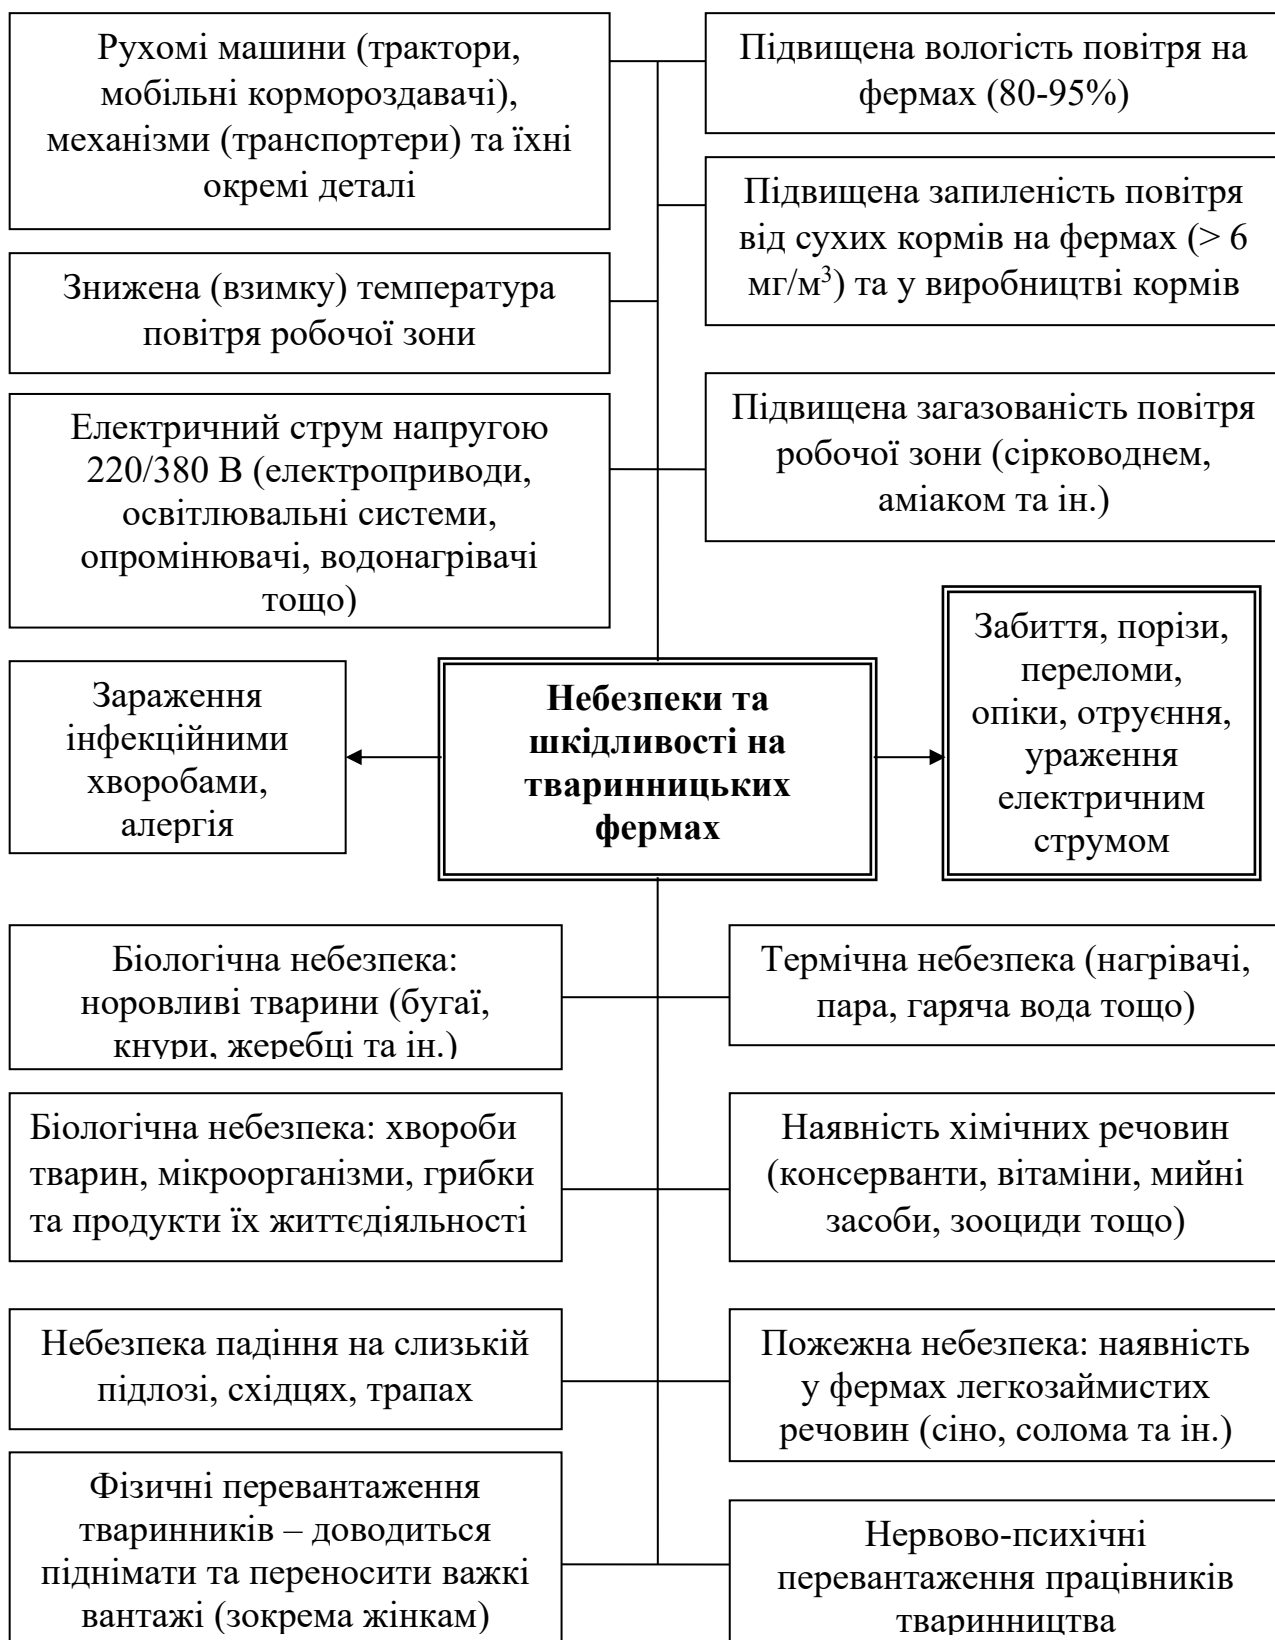 Рухомі машини (трактори,
мобільні кормороздавачі),
механізми (транспортери) та їхні
окремі деталі
Підвищена вологість повітря на
фермах (80-95%)
Підвищена запиленість повітря
від сухих кормів на фермах (> 6
мг/м³) та у виробництві кормів
Знижена (взимку) температура
повітря робочої зони
Електричний струм напругою
220/380 В (електроприводи,
освітлювальні системи,
опромінювачі, водонагрівачі
тощо)
Підвищена загазованість повітря
робочої зони (сірководнем,
аміаком та ін.)
Зараження
інфекційними
хворобами,
алергія
Небезпеки та
шкідливості на
тваринницьких
фермах
Забиття, порізи,
переломи,
опіки, отруєння,
ураження
електричним
струмом
Біологічна небезпека:
норовливі тварини (бугаї,
кнури, жеребці та ін.)
Термічна небезпека (нагрівачі,
пара, гаряча вода тощо)
Біологічна небезпека: хвороби
тварин, мікроорганізми, грибки
та продукти їх життєдіяльності
Наявність хімічних речовин
(консерванти, вітаміни, мийні
засоби, зооциди тощо)
Небезпека падіння на слизькій
підлозі, східцях, трапах
Пожежна небезпека: наявність
у фермах легкозаймистих
речовин (сіно, солома та ін.)
Фізичні перевантаження
тваринників – доводиться
піднімати та переносити важкі
вантажі (зокрема жінкам)
Нервово-психічні
перевантаження працівників
тваринництва